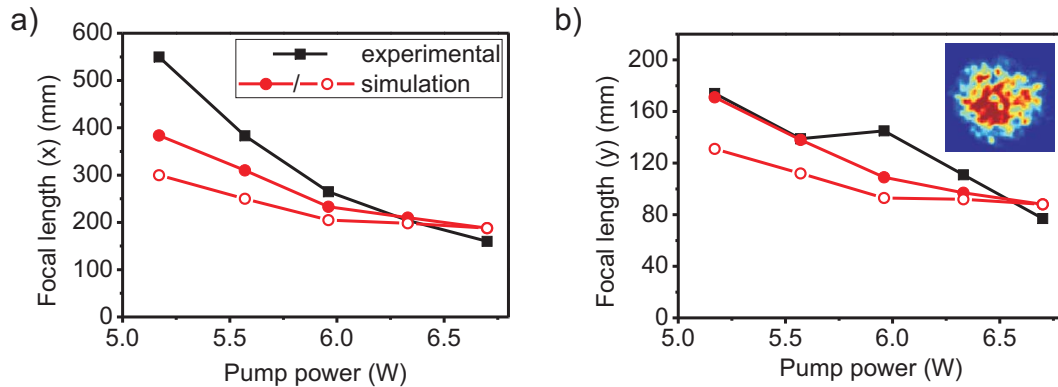 a)
600
500
400
300
200
100
0
Focal length (x) (mm)
experimental
/ simulation
5.0 5.5 6.0 6.5
Pump power (W)
b)
200
160
120
80
40
0
Focal length (y) (mm)
5.0 5.5 6.0 6.5
Pump power (W)